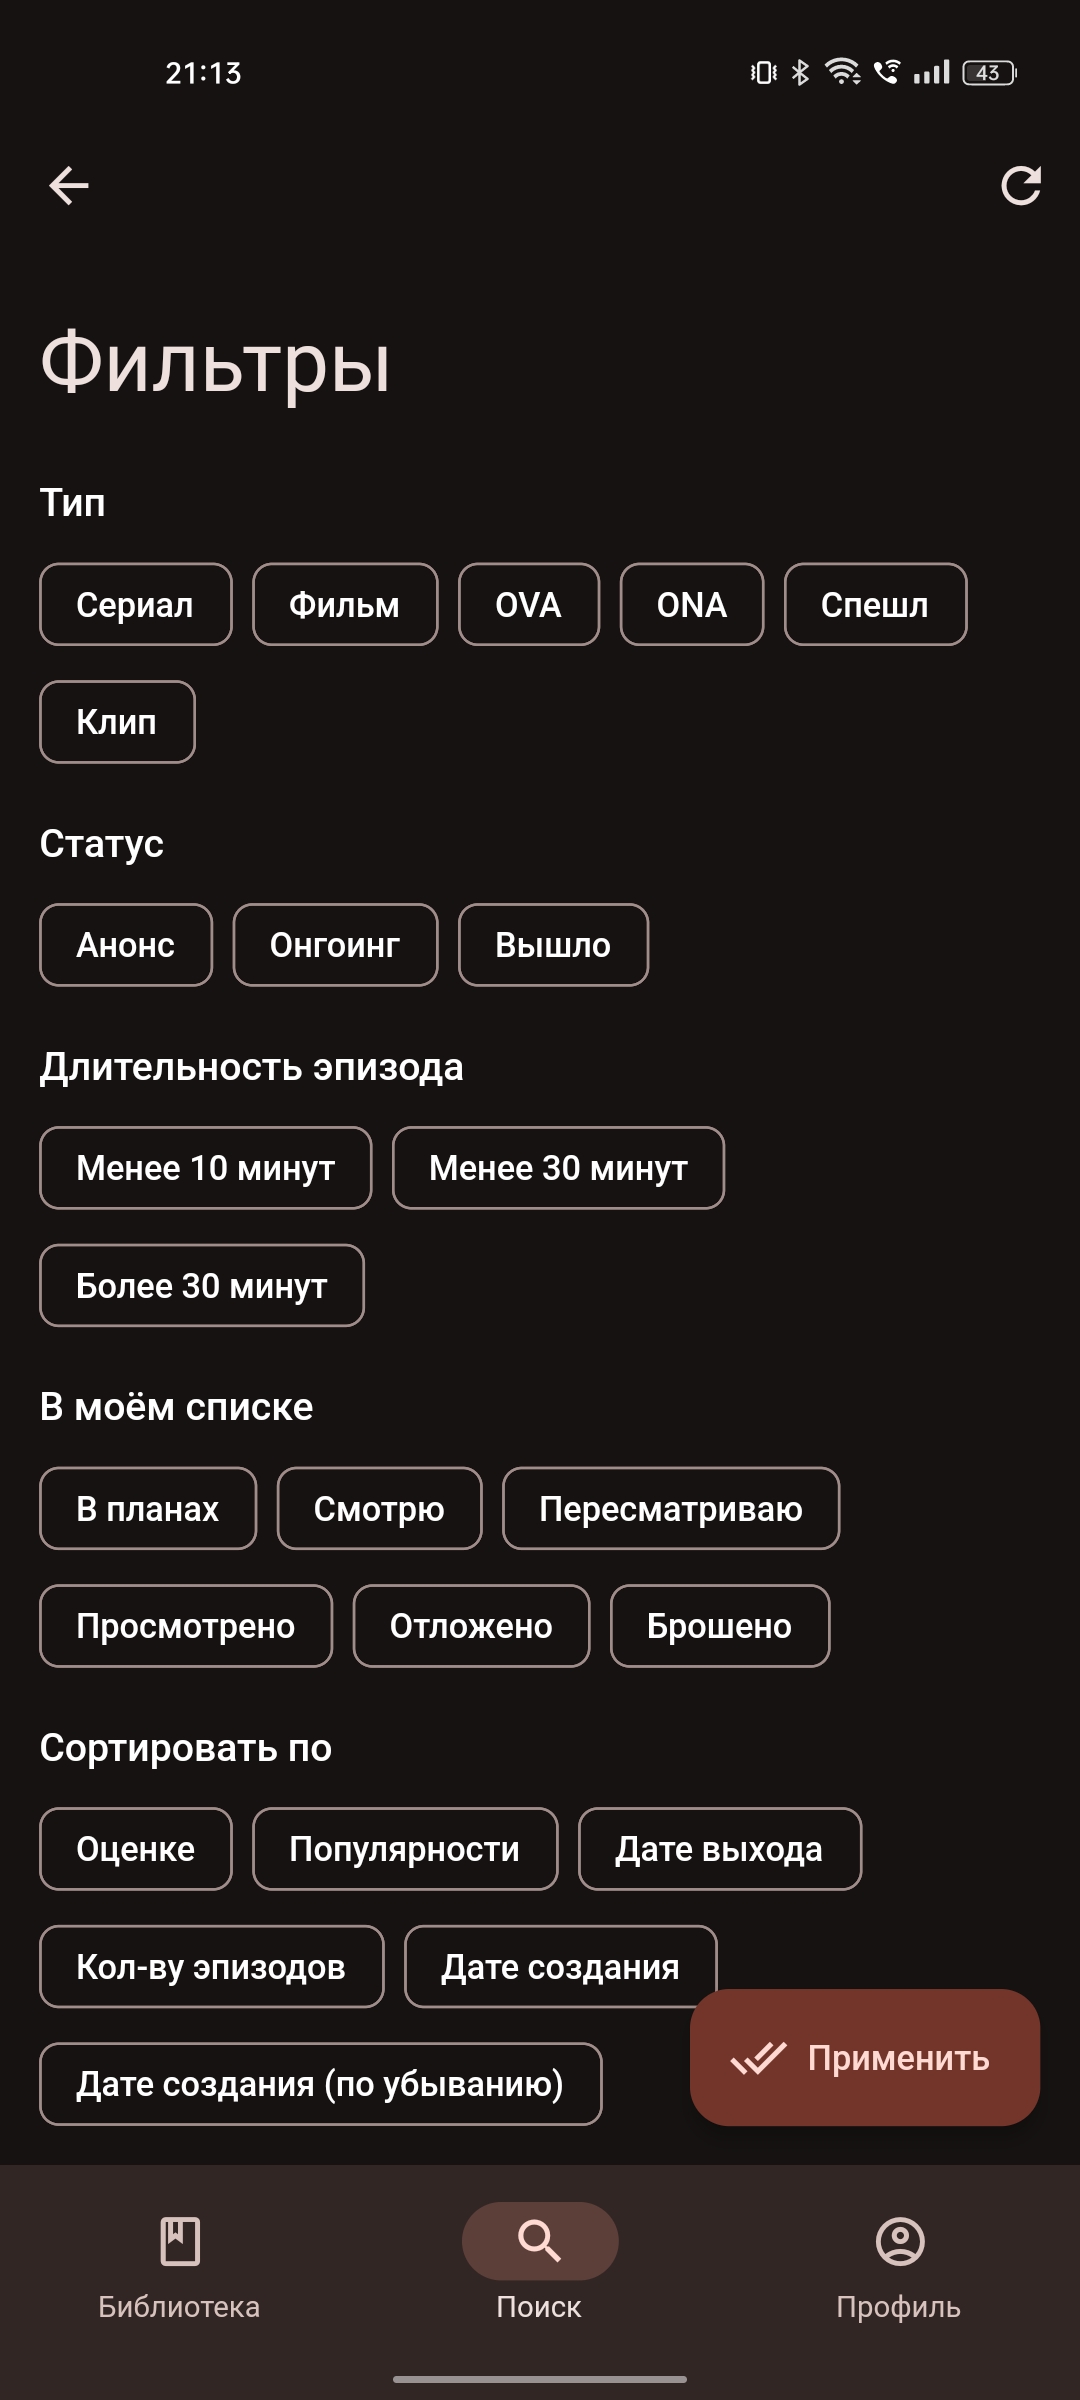 21:13
43
Фильтры
Тип
Сериал Фильм OVA ONA Спешл
Клип
Статус
Анонс Онгоинг Вышло
Длительность эпизода
Менее 10 минут Менее 30 минут
Более 30 минут
В моём списке
В планах Смотрю Пересматриваю
Просмотрено Отложено Брошено
Сортировать по
Оценке Популярности Дате выхода
Кол-ву эпизодов Дате создания
Дате создания (по убыванию)
Применить
Библиотека Поиск Профиль